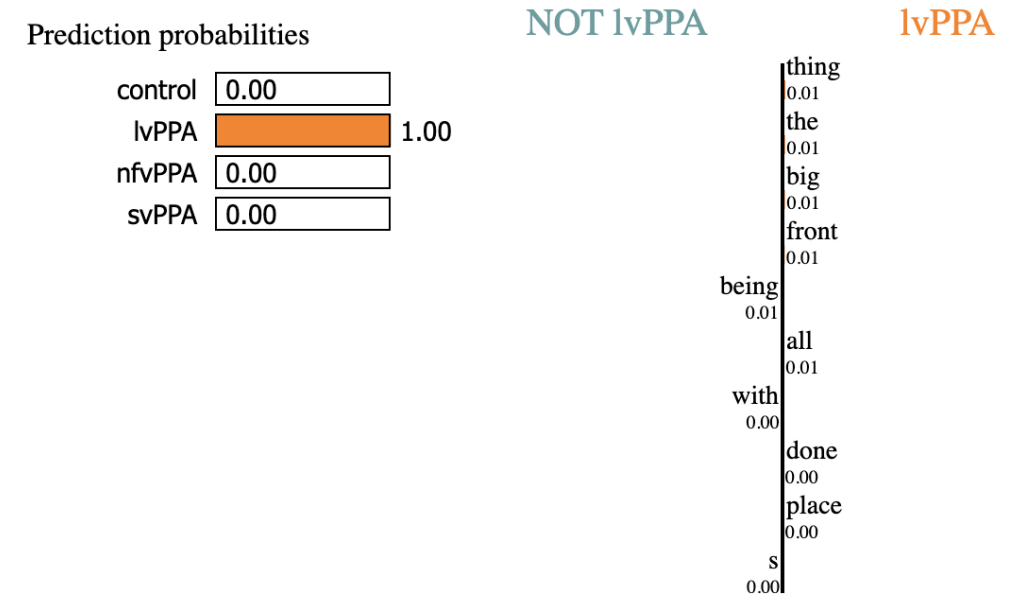 Prediction probabilities
control 0.00
lvPPA 1.00
nfvPPA 0.00
svPPA 0.00
NOT lvPPA lvPPA
thing
0.01
the
0.01
big
0.01
front
0.01
being
0.01
all
0.01
with
0.00
done
0.00
place
0.00
s
0.00